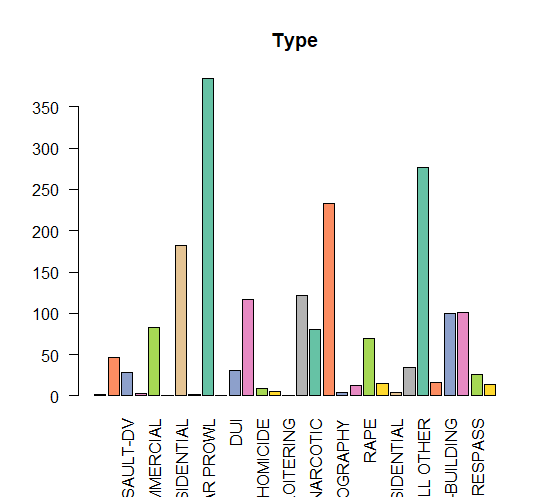 Type
350
300
250
200
150
100
50
0
SAULT-DV
MMERCIAL
SIDENTIAL
AR PROWL
DUI
HOMICIDE
OITERING
NARCOTIC
OGRAPHY
RAPE
SIDENTIAL
LL OTHER
-BUILDING
RESPASS